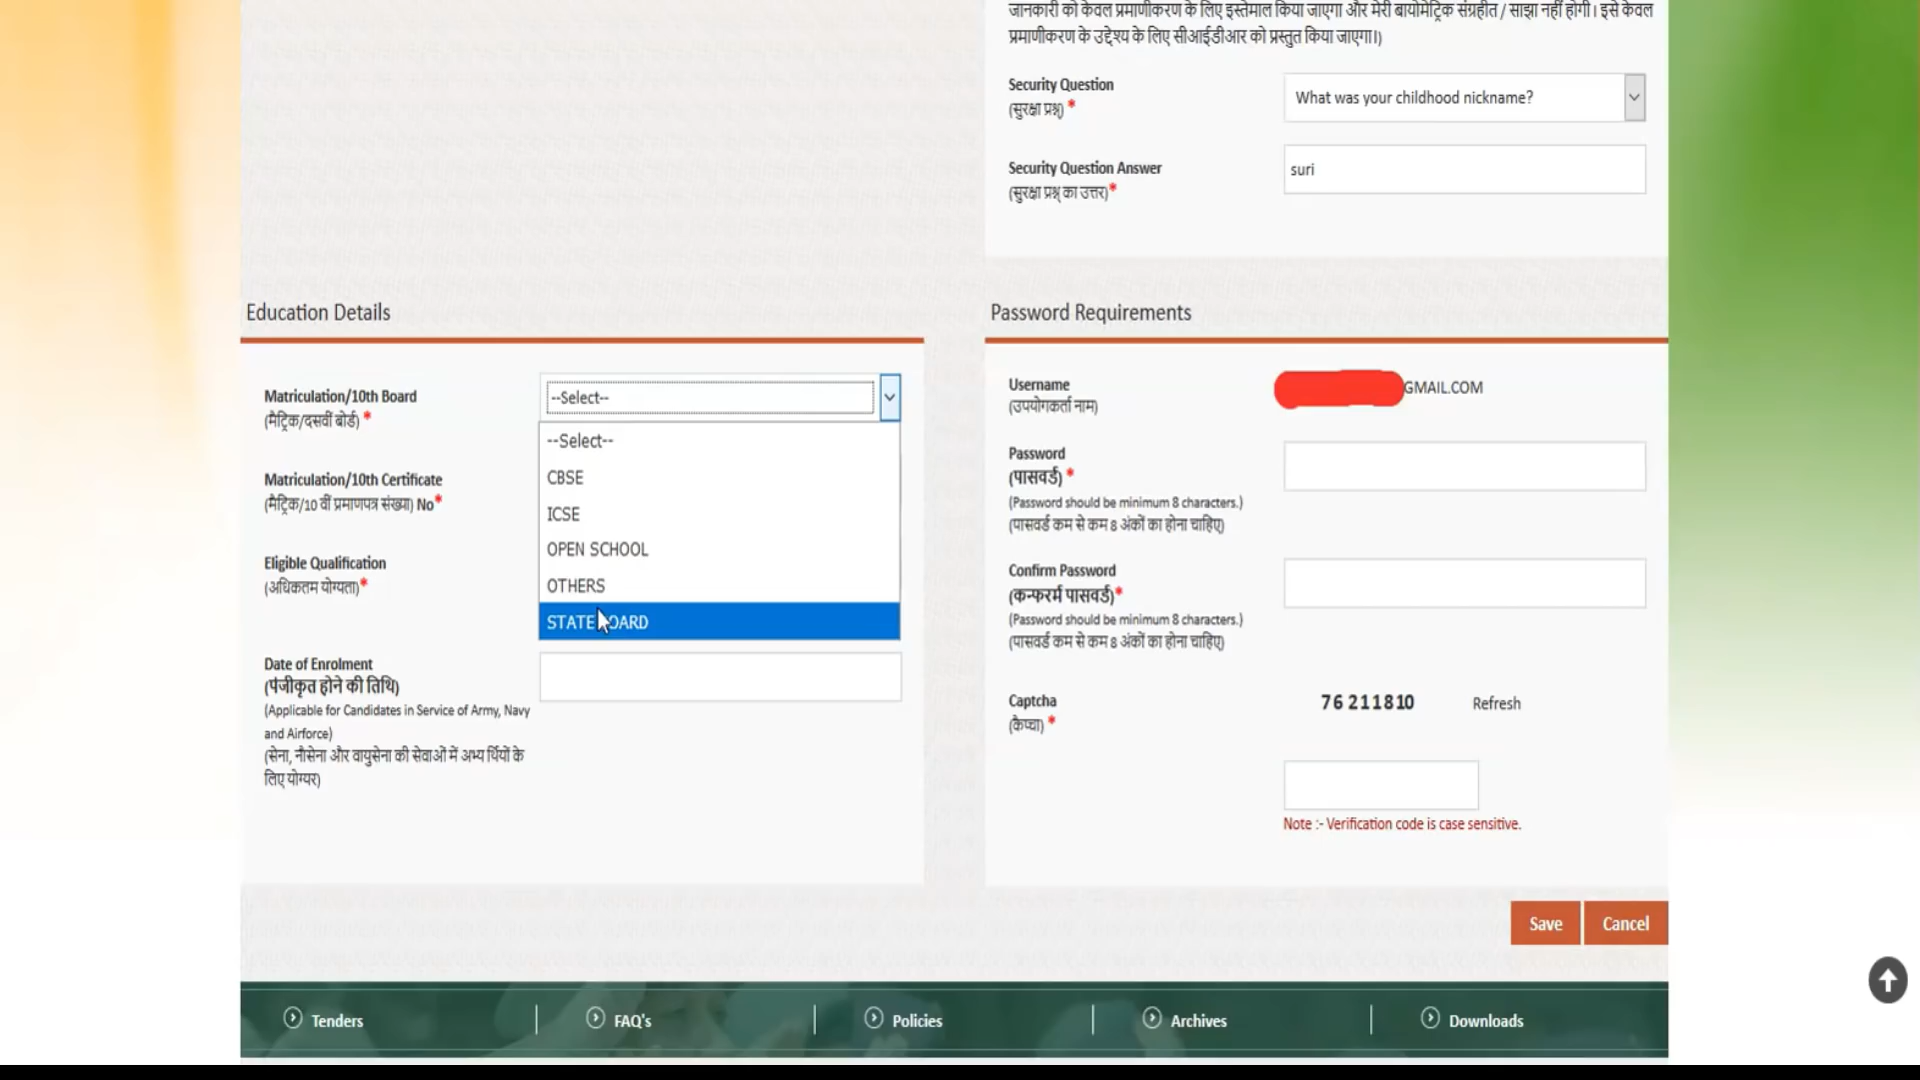 जानकारी को केवल प्रमाणीकरण के लिए इस्तेमाल किया जाएगा और मेरी बायोमेट्रिक संग्रहीत / साझा नहीं होगी। इसे केवल
प्रमाणीकरण के उद्देश्य के लिए सीआईडीआर को प्रस्तुत किया जाएगा।)
Security Question
(सुरक्षा प्रश्न) *
What was your childhood nickname?
Security Question Answer
(सुरक्षा प्रश्न का उत्तर)*
suri
Education Details
Matriculation/10th Board
(मैट्रिक/दसवीं बोर्ड) *
--Select--
--Select--
CBSE
ICSE
OPEN SCHOOL
OTHERS
STATE BOARD
Matriculation/10th Certificate
(मैट्रिक/10 वीं प्रमाणपत्र संख्या) No*
Eligible Qualification
(अधिकतम योग्यता)*
Date of Enrolment
(पंजीकृत होने की तिथि)
(Applicable for Candidates in Service of Army, Navy
and Airforce)
(सेना, नौसेना और वायुसेना की सेवाओं में अभ्यर्थियों के
लिए योग्यर)
Password Requirements
Username
(उपयोगकर्ता नाम)
GMAIL.COM
Password
(पासवर्ड) *
(Password should be minimum 8 characters.)
(पासवर्ड कम से कम 8 अंकों का होना चाहिए)
Confirm Password
(कन्फरर्म पासवर्ड)*
(Password should be minimum 8 characters.)
(पासवर्ड कम से कम 8 अंकों का होना चाहिए)
Captcha
(कैप्चा) *
76 211810
Refresh
Note :- Verification code is case sensitive.
Save
Cancel
Tenders
FAQ's
Policies
Archives
Downloads